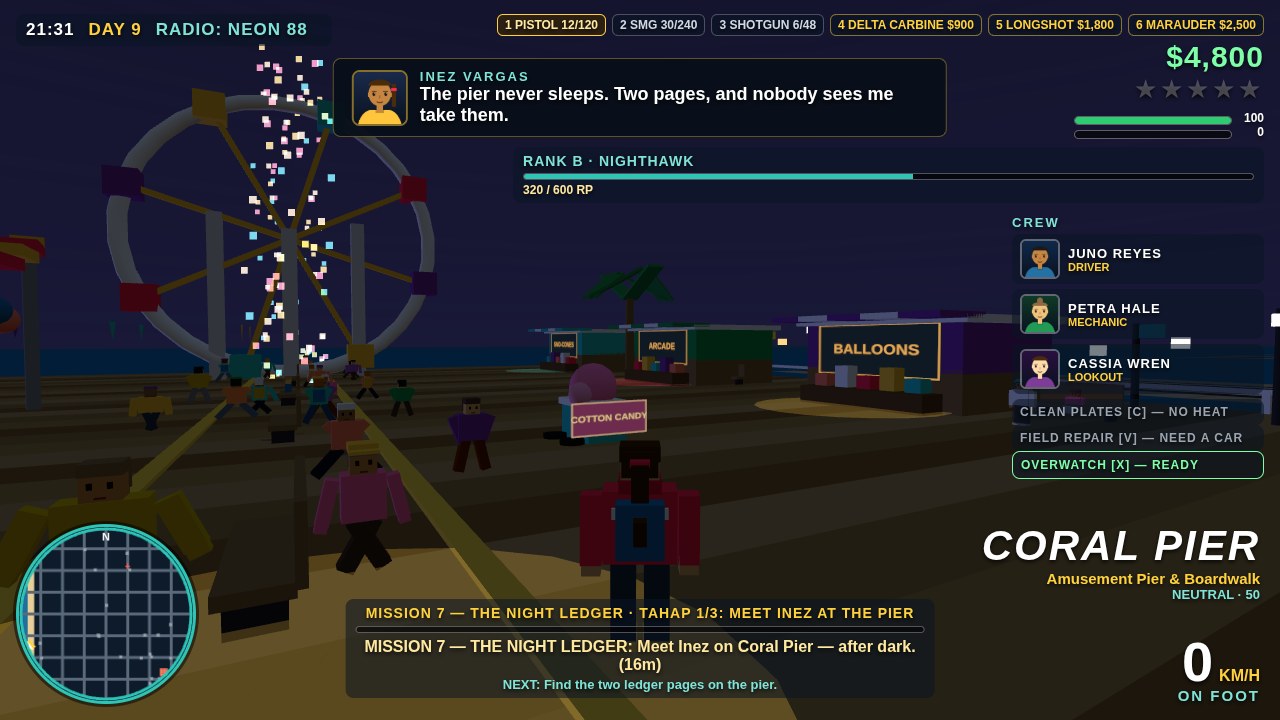 21:31 DAY 9 RADIO: NEON 88
1 PISTOL 12/120
2 SMG 30/240
3 SHOTGUN 6/48
4 DELTA CARBINE $900
5 LONGSHOT $1,800
6 MARAUDER $2,500
$4,800
100
0
INEZ VARGAS
The pier never sleeps. Two pages, and nobody sees me
take them.
RANK B · NIGHTHAWK
320 / 600 RP
CREW
JUNO REYES
DRIVER
PETRA HALE
MECHANIC
CASSIA WREN
LOOKOUT
CLEAN PLATES [C] — NO HEAT
FIELD REPAIR [V] — NEED A CAR
OVERWATCH [X] — READY
ARCADE
BALLOONS
COTTON CANDY
N
CORAL PIER
Amusement Pier & Boardwalk
NEUTRAL · 50
MISSION 7 — THE NIGHT LEDGER · TAHAP 1/3: MEET INEZ AT THE PIER
MISSION 7 — THE NIGHT LEDGER: Meet Inez on Coral Pier — after dark.
(16m)
NEXT: Find the two ledger pages on the pier.
0 KM/H
ON FOOT